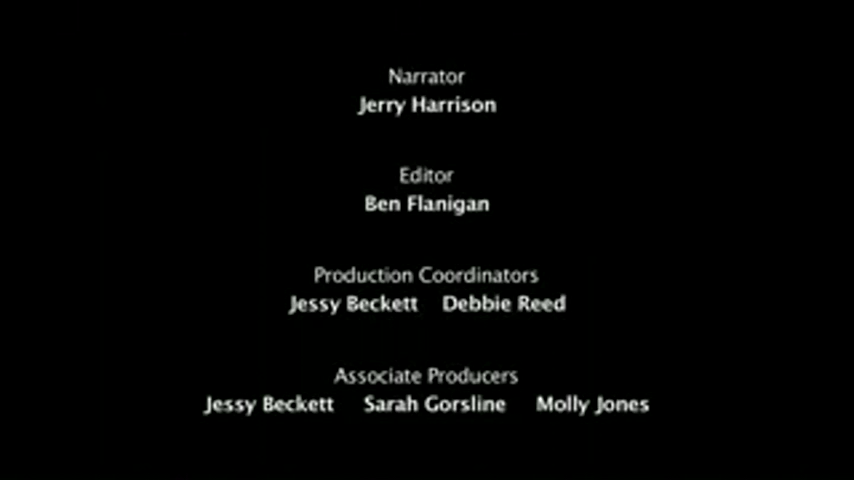 Narrator
Jerry Harrison
Editor
Ben Flanigan
Production Coordinators
Jessy Beckett Debbie Reed
Associate Producers
Jessy Beckett Sarah Gorsline Molly Jones